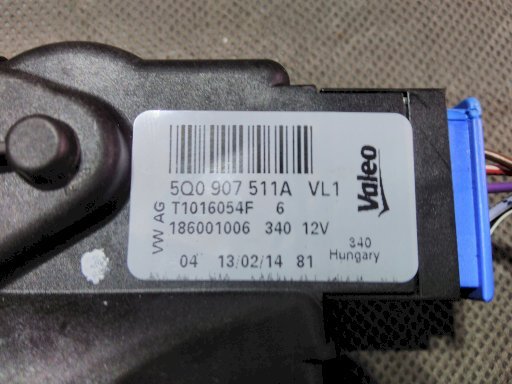 5Q0 907 511A VL1
T1016054F 6
186001006 340 12V
04 13/02/14 81
VW AG
Valeo
340
Hungary